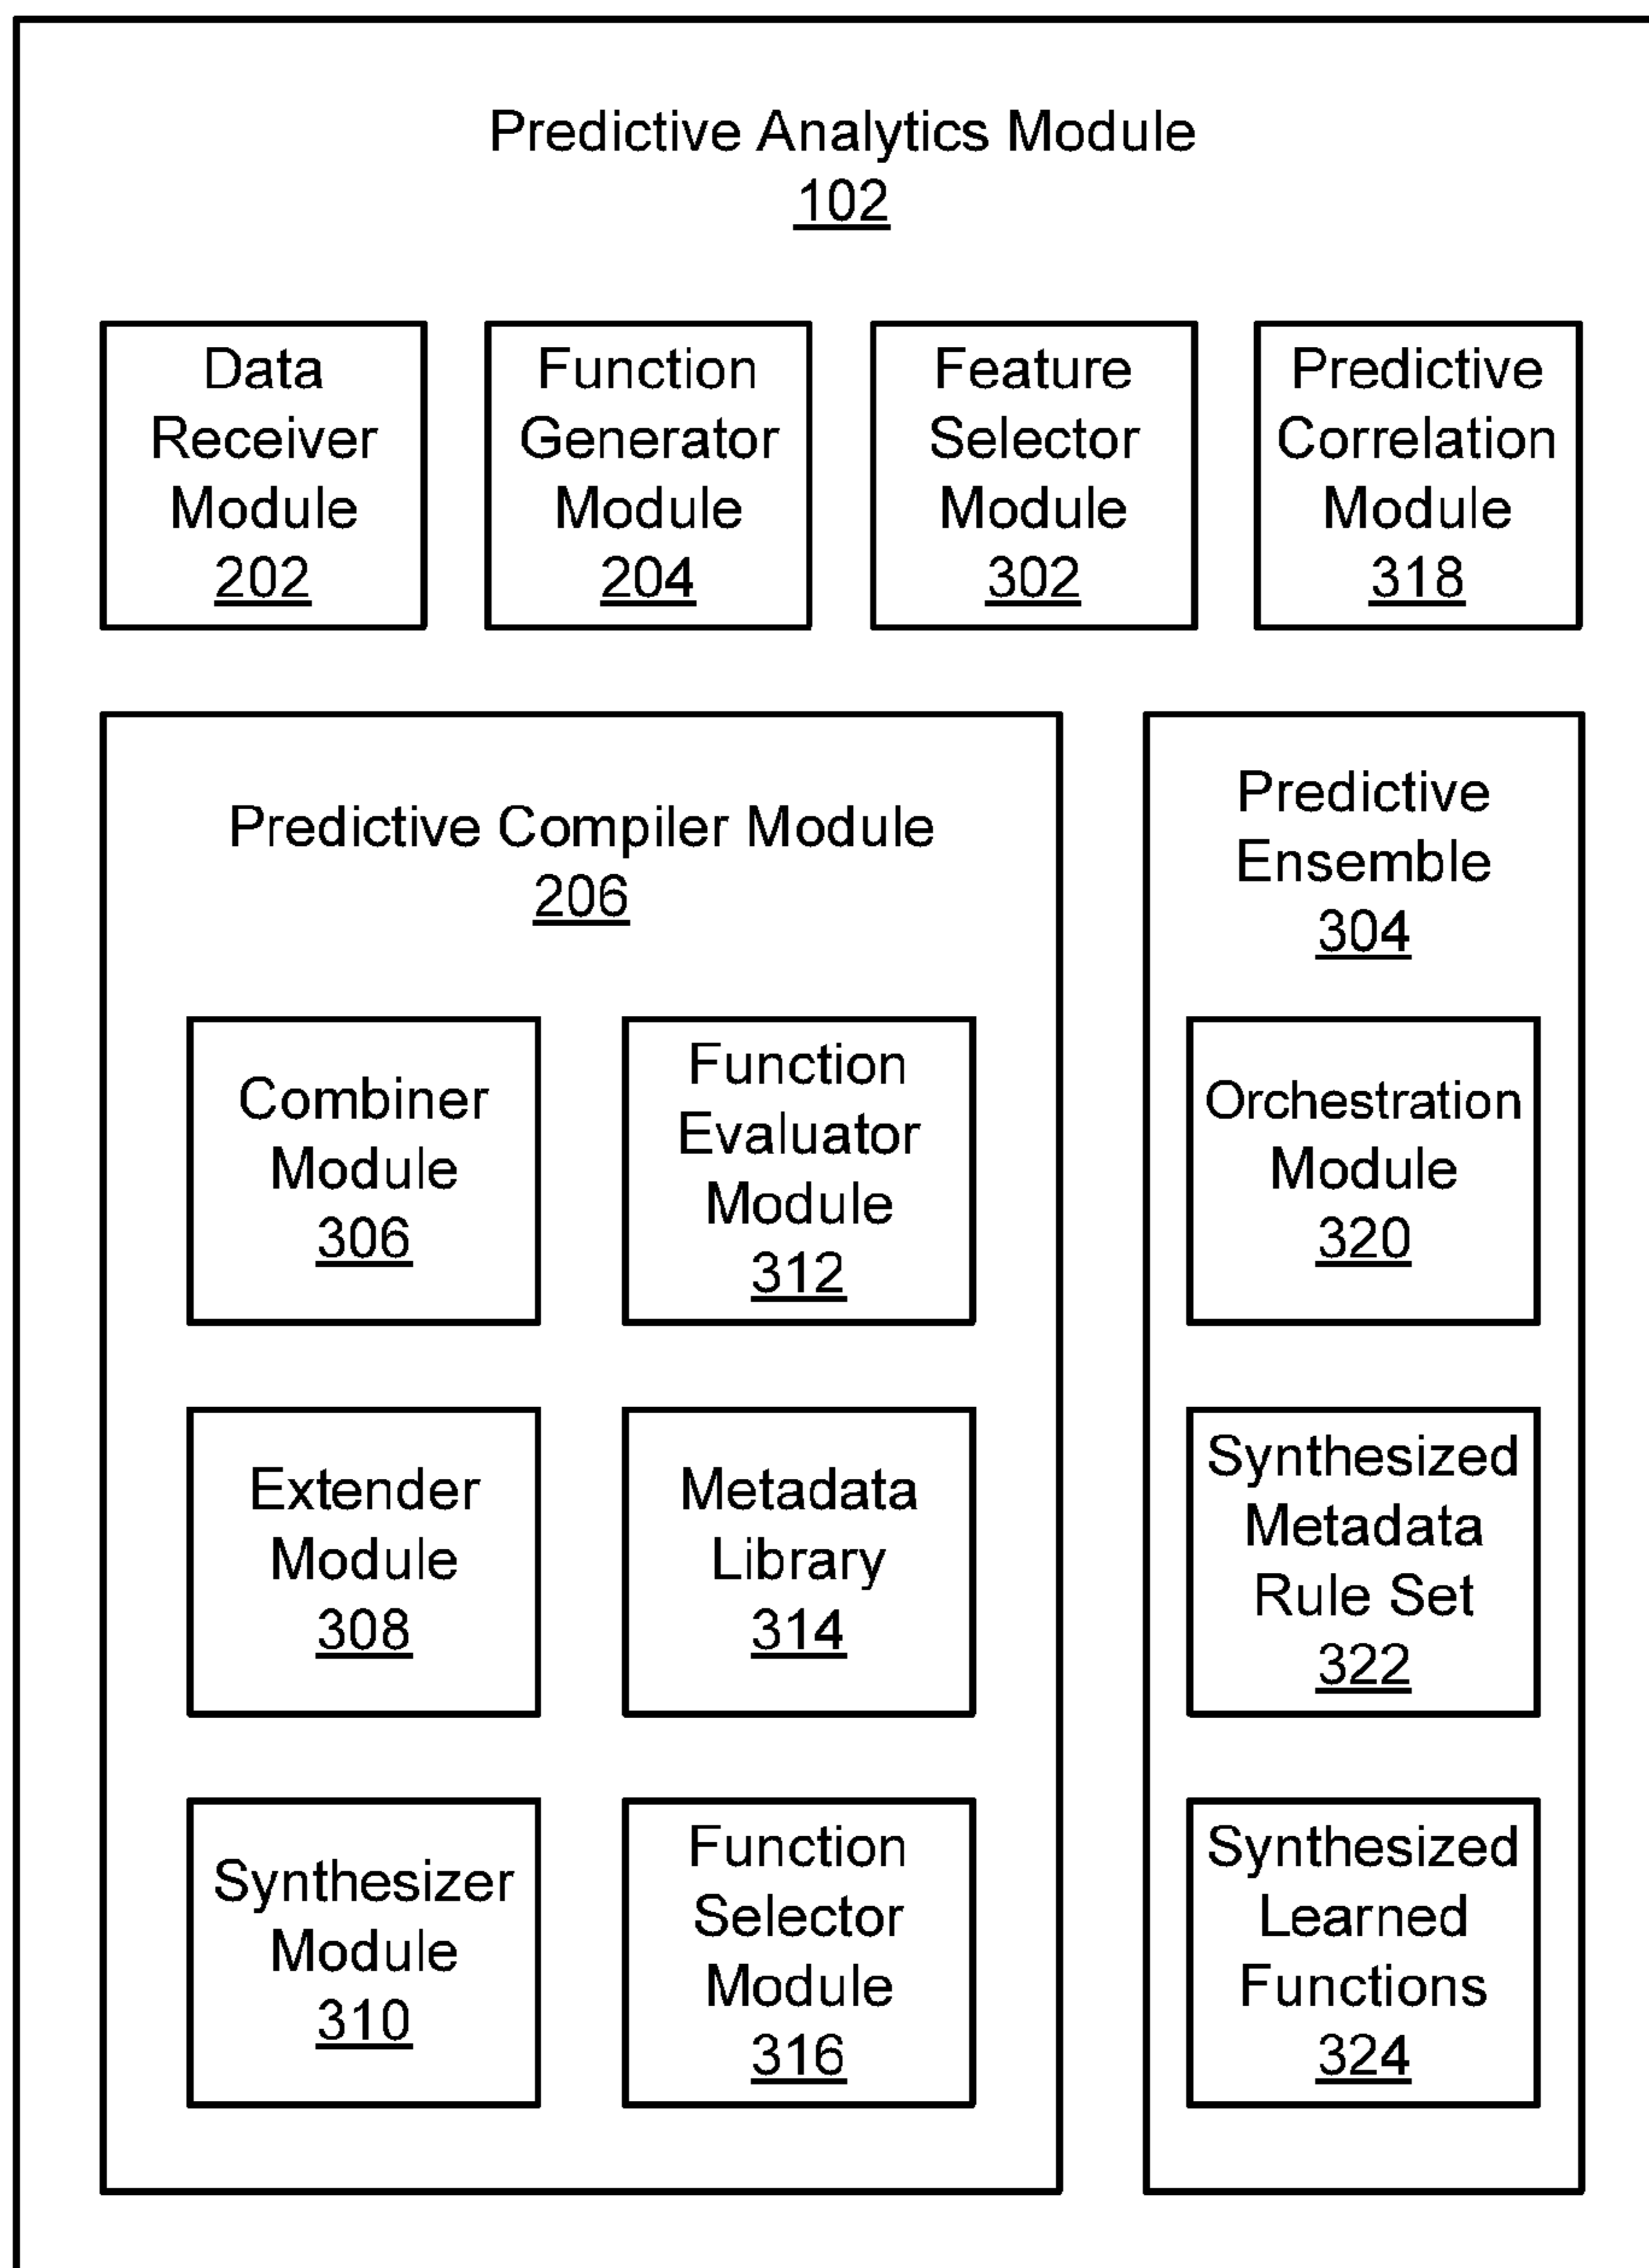 Predictive Analytics Module
102
Data
Receiver
Module
202
Function
Generator
Module
204
Feature
Selector
Module
302
Predictive
Correlation
Module
318
Predictive Compiler Module
206
Combiner
Module
306
Function
Evaluator
Module
312
Extender
Module
308
Metadata
Library
314
Synthesizer
Module
310
Function
Selector
Module
316
Predictive
Ensemble
304
Orchestration
Module
320
Synthesized
Metadata
Rule Set
322
Synthesized
Learned
Functions
324